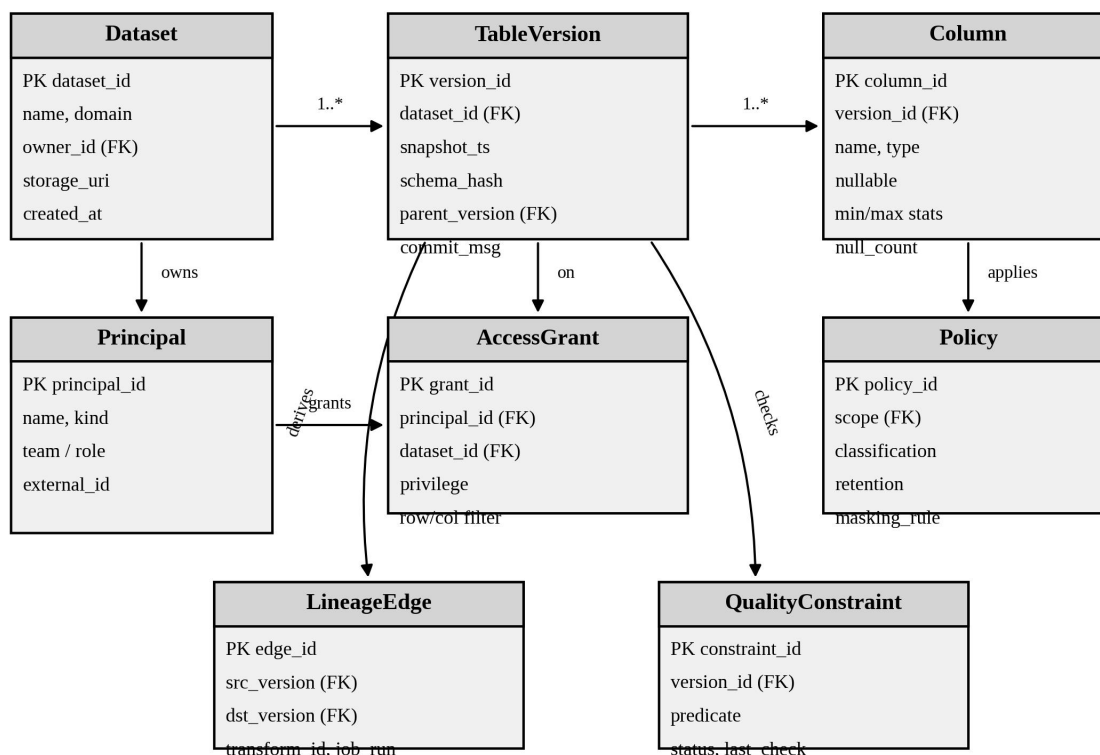 Dataset
PK dataset_id
name, domain
owner_id (FK)
storage_uri
created_at
1..*
TableVersion
PK version_id
dataset_id (FK)
snapshot_ts
schema_hash
parent_version (FK)
commit_msg
1..*
Column
PK column_id
version_id (FK)
name, type
nullable
min/max stats
null_count
owns
on
applies
Principal
PK principal_id
name, kind
team / role
external_id
derives
grants
AccessGrant
PK grant_id
principal_id (FK)
dataset_id (FK)
privilege
row/col filter
checks
Policy
PK policy_id
scope (FK)
classification
retention
masking_rule
LineageEdge
PK edge_id
src_version (FK)
dst_version (FK)
transform_id, job_run
QualityConstraint
PK constraint_id
version_id (FK)
predicate
status, last_check